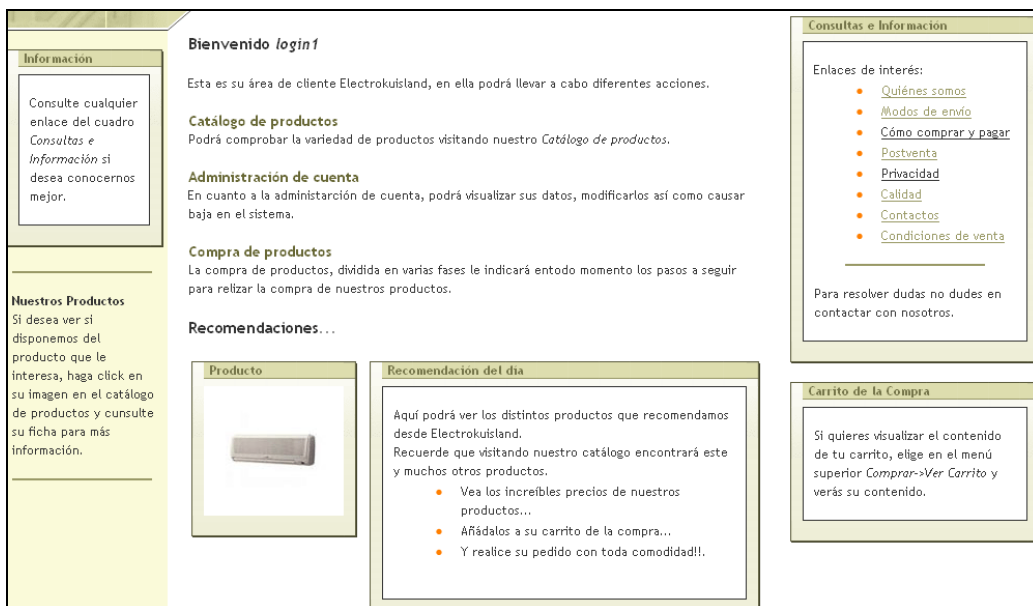 Información
Consulte cualquier
enlace del cuadro
Consultas e
Información si
desea conocernos
mejor.
Nuestros Productos
Si desea ver si
disponemos del
producto que le
interesa, haga click en
su imagen en el catálogo
de productos y cunsulte
su ficha para más
información.
Bienvenido login1
Esta es su área de cliente Electrokuisland, en ella podrá llevar a cabo diferentes acciones.
Catálogo de productos
Podrá comprobar la variedad de productos visitando nuestro Catálogo de productos.
Administración de cuenta
En cuanto a la administarción de cuenta, podrá visualizar sus datos, modificarlos así como causar
baja en el sistema.
Compra de productos
La compra de productos, dividida en varias fases le indicará entodo momento los pasos a seguir
para relizar la compra de nuestros productos.
Recomendaciones...
Producto
Recomendación del dia
Aquí podrá ver los distintos productos que recomendamos
desde Electrokuisland.
Recuerde que visitando nuestro catálogo encontrará este
y muchos otros productos.
Vea los increíbles precios de nuestros
productos...
Añádalos a su carrito de la compra...
Y realice su pedido con toda comodidad!!.
Consultas e Información
Enlaces de interés:
Quiénes somos
Modos de envío
Cómo comprar y pagar
Postventa
Privacidad
Calidad
Contactos
Condiciones de venta
Para resolver dudas no dudes en
contactar con nosotros.
Carrito de la Compra
Si quieres visualizar el contenido
de tu carrito, elige en el menú
superior Comprar->Ver Carrito y
verás su contenido.